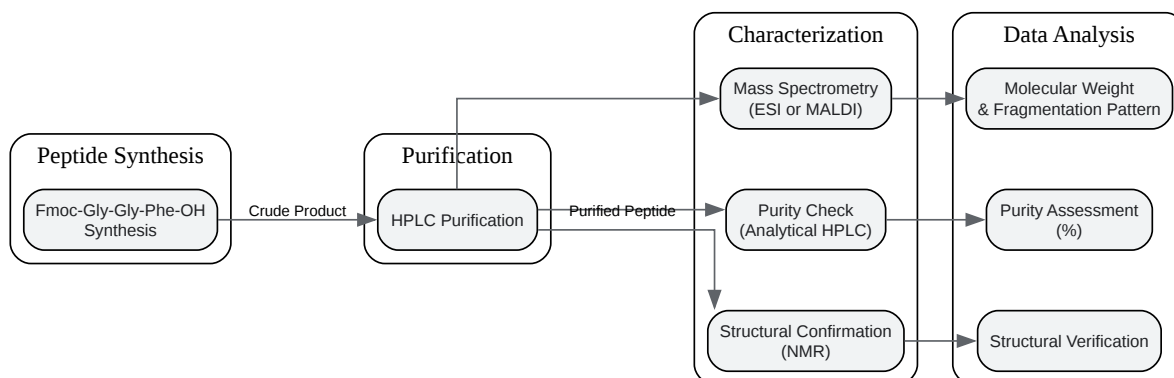 Peptide Synthesis
Fmoc-Gly-Gly-Phe-OH
Synthesis
Crude Product
Purification
HPLC Purification
Purified Peptide
Characterization
Mass Spectrometry
(ESI or MALDI)
Purity Check
(Analytical HPLC)
Structural Confirmation
(NMR)
Data Analysis
Molecular Weight
& Fragmentation Pattern
Purity Assessment
(%)
Structural Verification